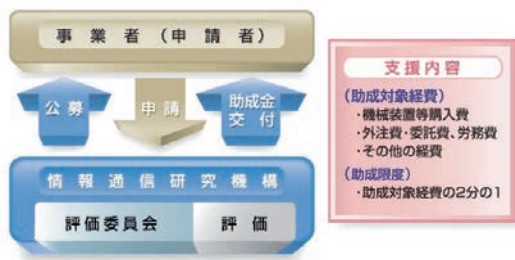 事業者（申請者）
公募
申請
助成金
交付
情報通信研究機構
評価委員会
評価
支援内容
（助成対象経費）
・機械装置等購入費
・外注費・委託費、労務費
・その他の経費
（助成限度）
・助成対象経費の2分の1